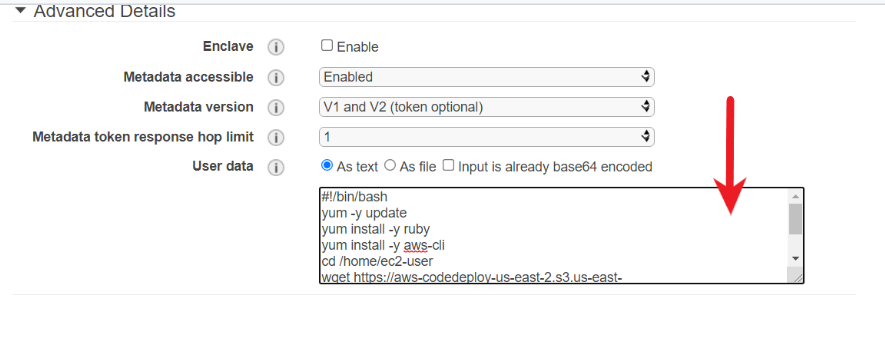 Advanced Details
Enclave i Enable
Metadata accessible i Enabled
Metadata version i V1 and V2 (token optional)
Metadata token response hop limit i 1
User data i As text As file Input is already base64 encoded
#!/bin/bash
yum -y update
yum install -y ruby
yum install -y aws-cli
cd /home/ec2-user
wget https://aws-codedeploy-us-east-2.s3.us-east-